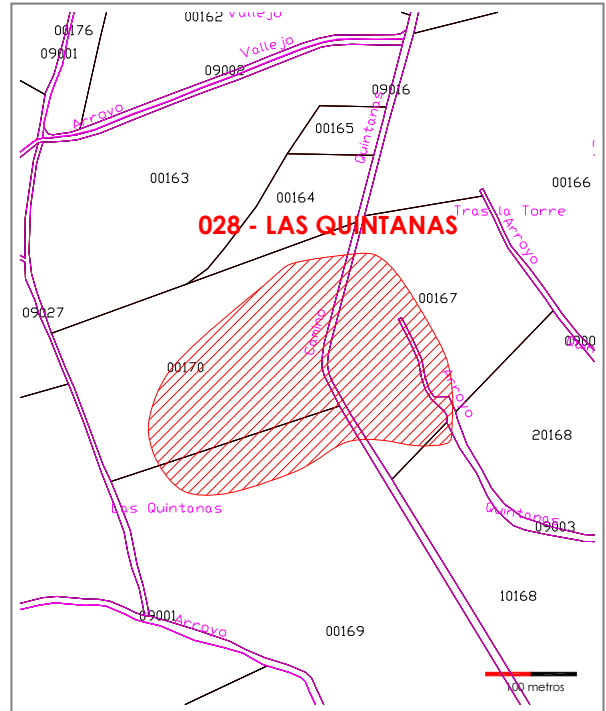 00162
Vallejo
00176
09001
Vallejo
09002
09016
Arroyo
00165
Quintanas
00163
00166
00164
Tras la Torre
028 - LAS QUINTANAS
Arroyo
00167
09027
Camino
00170
Arroyo
20168
Las Quintanas
Quintanas
09003
10168
09001
Arroyo
00169
100 metros